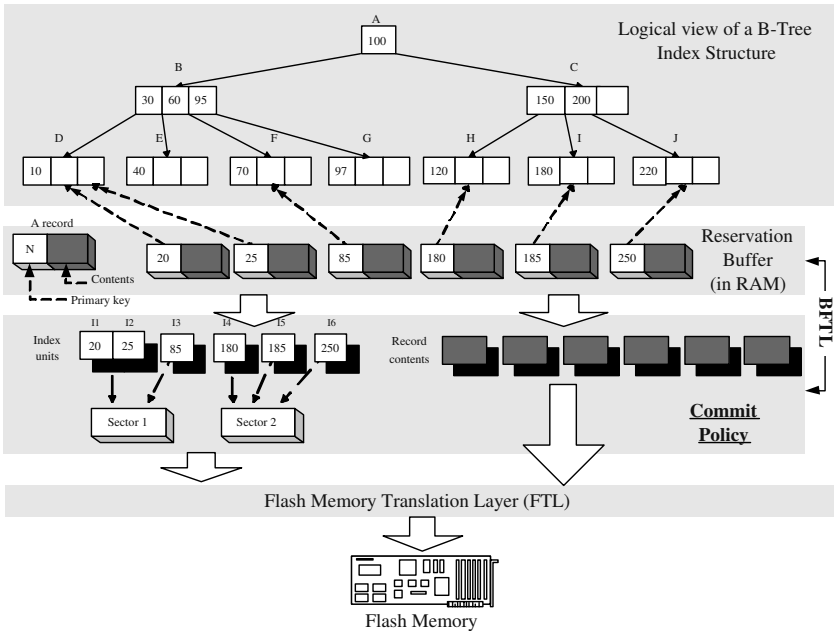 A
100
Logical view of a B-Tree
Index Structure
B
C
30 60 95
150 200
D E F G H I J
10 40 70 97 120 180 220
A record
N
Contents
Primary key
20 25 85 180 185 250
Reservation
Buffer
(in RAM)
BFTL
I1 I2 I3 I4 I5 I6
Index
units
20 25 85 180 185 250
Record
contents
Sector 1 Sector 2
Commit
Policy
Flash Memory Translation Layer (FTL)
Flash Memory